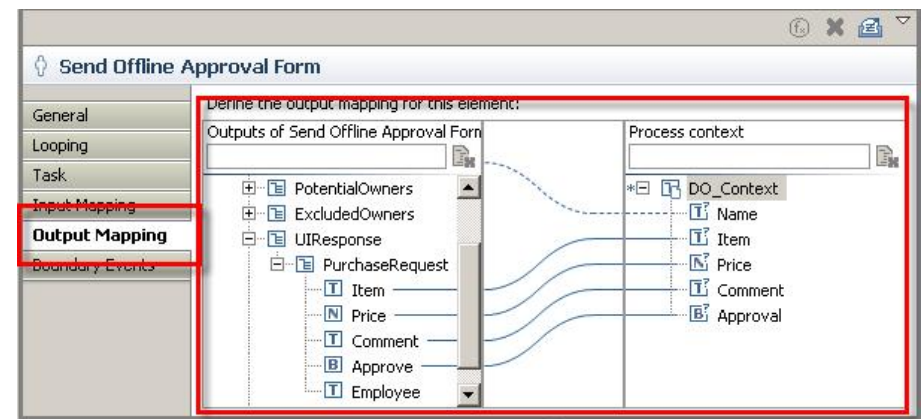 Send Offline Approval Form
General
Looping
Task
Input Mapping
Output Mapping
Boundary Events
Define the output mapping for this element:
Outputs of Send Offline Approval Forn
PotentialOwners
ExcludedOwners
UIResponse
PurchaseRequest
Item
Price
Comment
Approve
Employee
Process context
DO_Context
Name
Item
Price
Comment
Approval